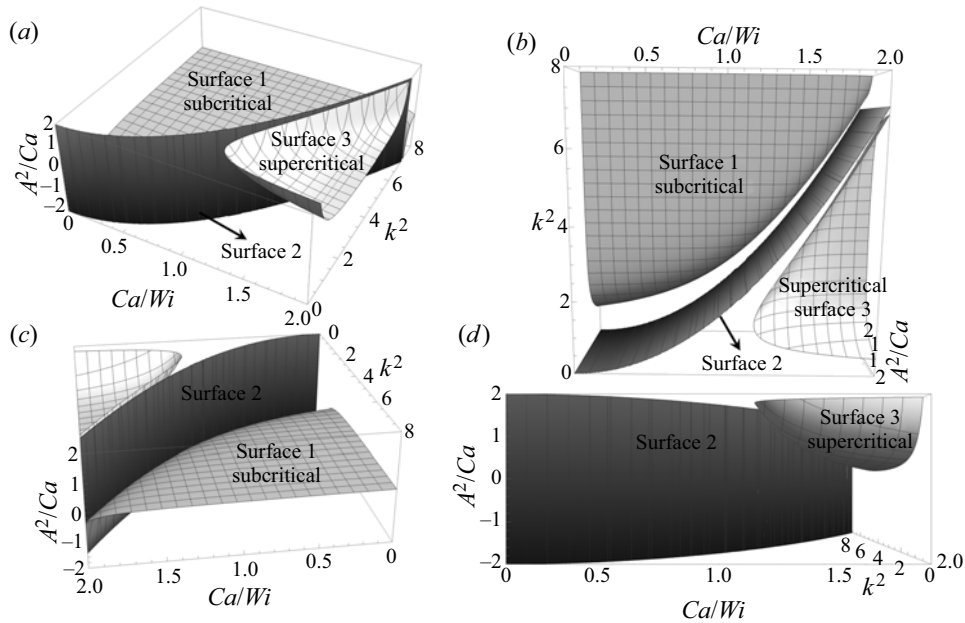 (a)
Surface 1
subcritical
Surface 3
supercritical
Surface 2
A²/Ca
2
1
0
−1
−2
0
0.5
1.0
1.5
2.0
Ca/Wi
0
2
4
6
8
k²
(b)
Ca/Wi
0
0.5
1.0
1.5
2.0
8
6
4
2
0
k²
Surface 1
subcritical
Supercritical
surface 3
Surface 2
2
1
2
A²/Ca
(c)
Surface 2
Surface 1
subcritical
0
2
4
6
8
k²
A²/Ca
2
1
0
−1
−2
2.0
1.5
1.0
0.5
0
Ca/Wi
(d)
Surface 2
Surface 3
supercritical
A²/Ca
2
1
0
−1
−2
0
0.5
1.0
1.5
2.0
Ca/Wi
8
6
4
2
0
k²